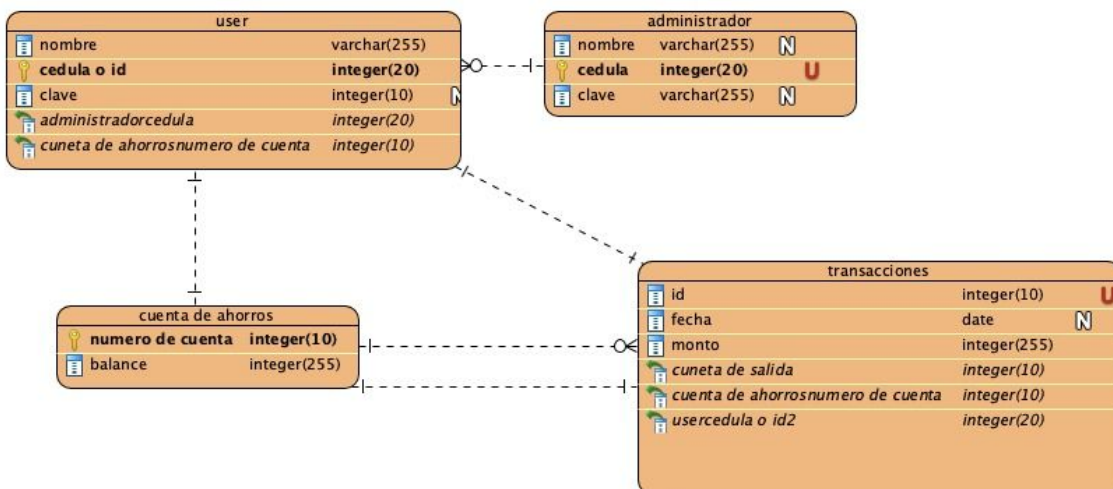 user
nombre varchar(255)
cedula o id integer(20)
clave integer(10) N
administradorcedula integer(20)
cuneta de ahorrosnumero de cuenta integer(10)
administrador
nombre varchar(255) N
cedula integer(20) U
clave varchar(255) N
cuenta de ahorros
numero de cuenta integer(10)
balance integer(255)
transacciones
id integer(10) U
fecha date N
monto integer(255)
cuneta de salida integer(10)
cuenta de ahorrosnumero de cuenta integer(10)
usercedula o id2 integer(20)